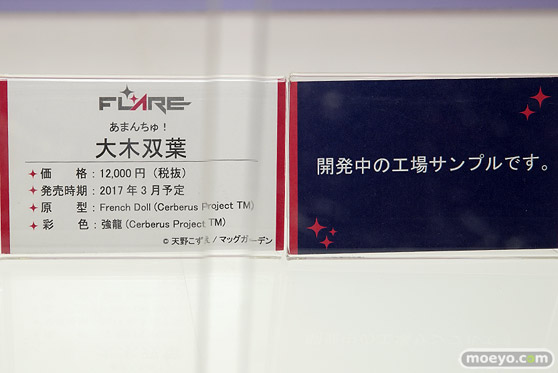 FLARE
あまんちゅ！
大木双葉
価　格：12,000円（税抜）
発売時期：2017年3月予定
原　型：French Doll (Cerberus Project TM)
彩　色：強龍 (Cerberus Project TM)
© 天野こずえ/マッグガーデン
開発中の工場サンプルです。
moeyo.com